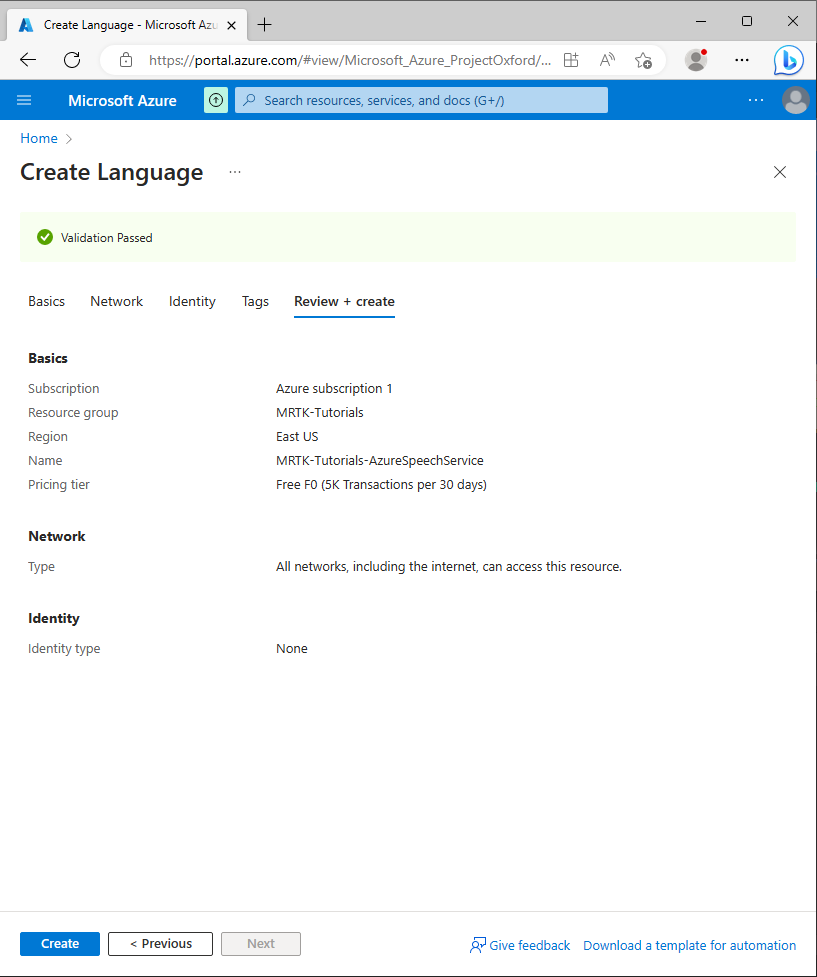 Create Language - Microsoft Azu
https://portal.azure.com/#view/Microsoft_Azure_ProjectOxford/...
Microsoft Azure
Search resources, services, and docs (G+/)
Home
Create Language
Validation Passed
Basics Network Identity Tags Review + create
Basics
Subscription Azure subscription 1
Resource group MRTK-Tutorials
Region East US
Name MRTK-Tutorials-AzureSpeechService
Pricing tier Free F0 (5K Transactions per 30 days)
Network
Type All networks, including the internet, can access this resource.
Identity
Identity type None
Create < Previous Next Give feedback Download a template for automation